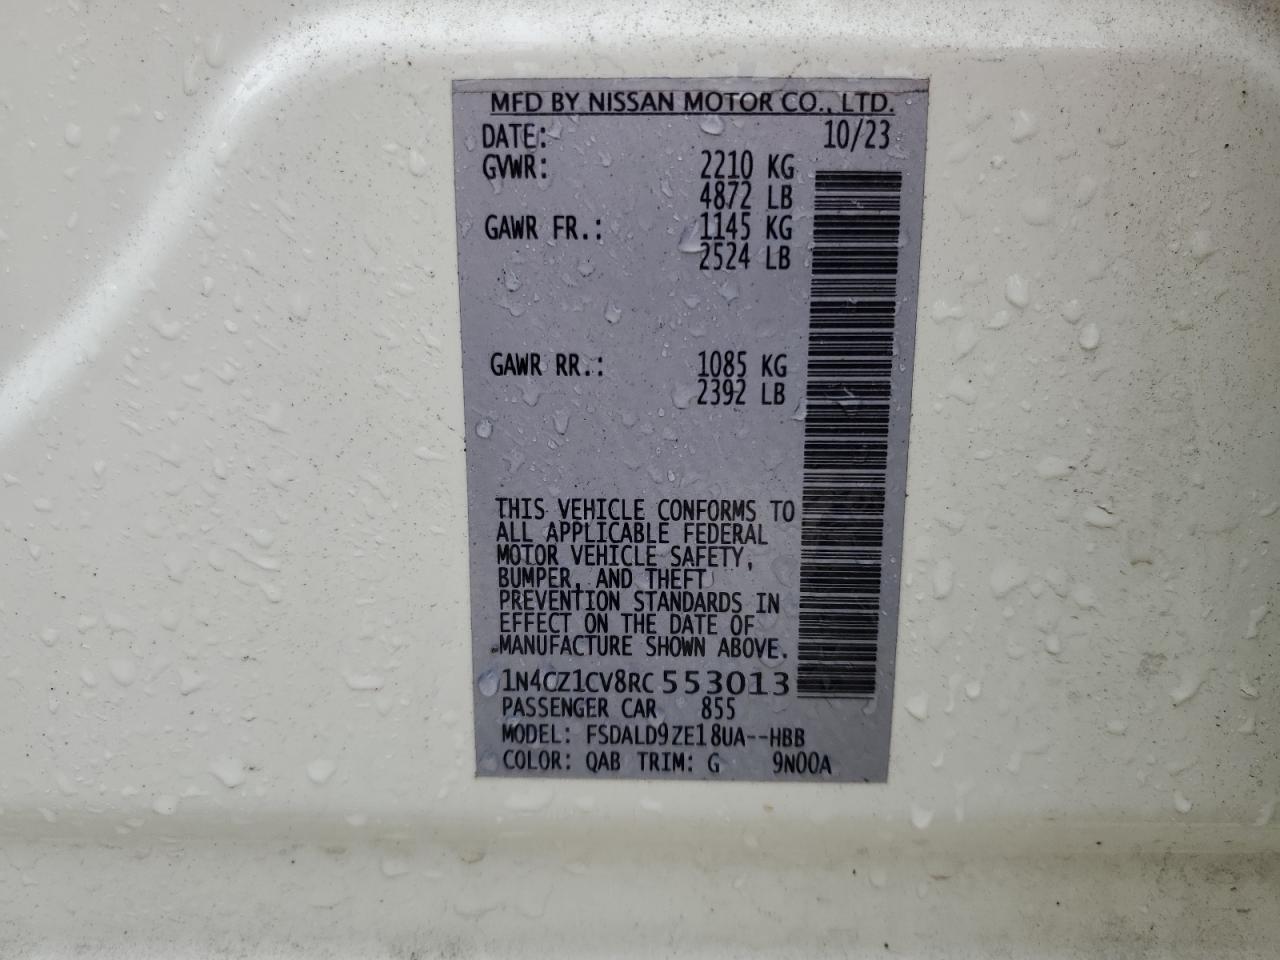 MFD BY NISSAN MOTOR CO., LTD.
DATE: 10/23
GVWR: 2210 KG
4872 LB
GAWR FR.: 1145 KG
2524 LB
GAWR RR.: 1085 KG
2392 LB
THIS VEHICLE CONFORMS TO
ALL APPLICABLE FEDERAL
MOTOR VEHICLE SAFETY,
BUMPER, AND THEFT
PREVENTION STANDARDS IN
EFFECT ON THE DATE OF
MANUFACTURE SHOWN ABOVE.
1N4CZ1CV8RC553013
PASSENGER CAR 855
MODEL: FSDALD9ZE18UA--HBB
COLOR: QAB TRIM: G 9N00A